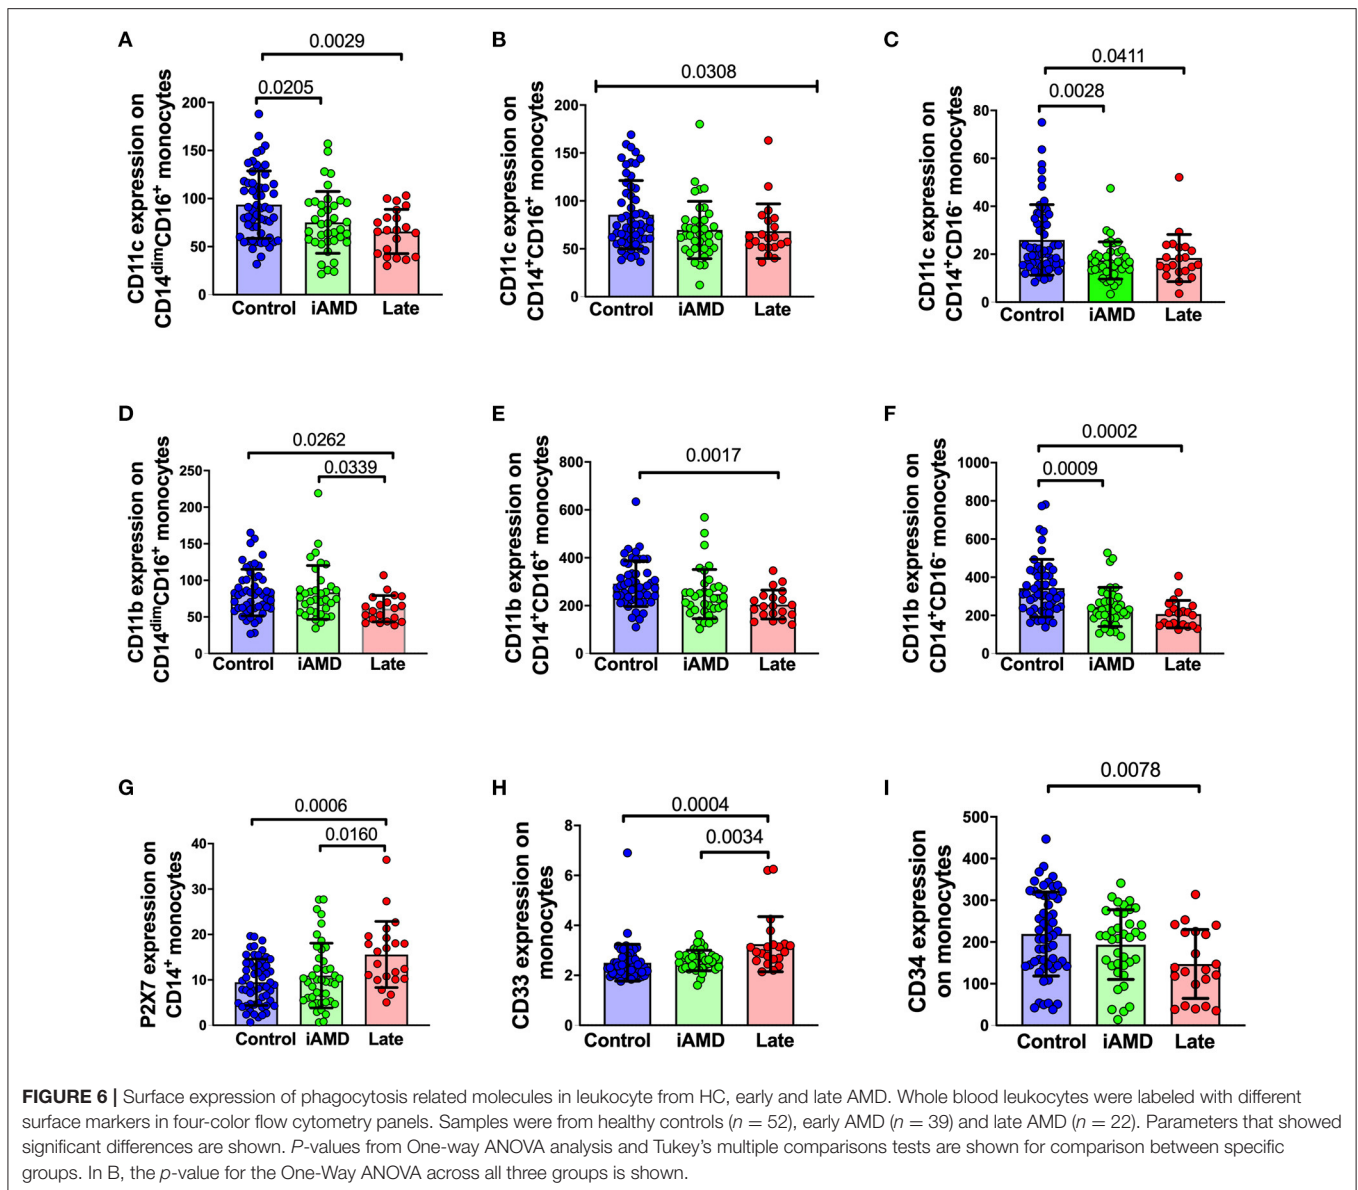 A
0.0029
0.0205
CD11c expression on
CD14dimCD16+ monocytes
200
150
100
50
0
Control iAMD Late
B
0.0308
CD11c expression on
CD14+CD16+ monocytes
200
150
100
50
0
Control iAMD Late
C
0.0411
0.0028
CD11c expression on
CD14+CD16- monocytes
80
60
40
20
0
Control iAMD Late
D
0.0262
0.0339
CD11b expression on
CD14dimCD16+ monocytes
250
200
150
100
50
0
Control iAMD Late
E
0.0017
CD11b expression on
CD14+CD16+ monocytes
800
600
400
200
0
Control iAMD Late
F
0.0002
0.0009
CD11b expression on
CD14+CD16- monocytes
1000
800
600
400
200
0
Control iAMD Late
G
0.0006
0.0160
P2X7 expression on
CD14+ monocytes
40
30
20
10
0
Control iAMD Late
H
0.0004
0.0034
CD33 expression on
monocytes
8
6
4
2
0
Control iAMD Late
I
0.0078
CD34 expression
on monocytes
500
400
300
200
100
0
Control iAMD Late
FIGURE 6 | Surface expression of phagocytosis related molecules in leukocyte from HC, early and late AMD. Whole blood leukocytes were labeled with different
surface markers in four-color flow cytometry panels. Samples were from healthy controls (n = 52), early AMD (n = 39) and late AMD (n = 22). Parameters that showed
significant differences are shown. P-values from One-way ANOVA analysis and Tukey's multiple comparisons tests are shown for comparison between specific
groups. In B, the p-value for the One-Way ANOVA across all three groups is shown.